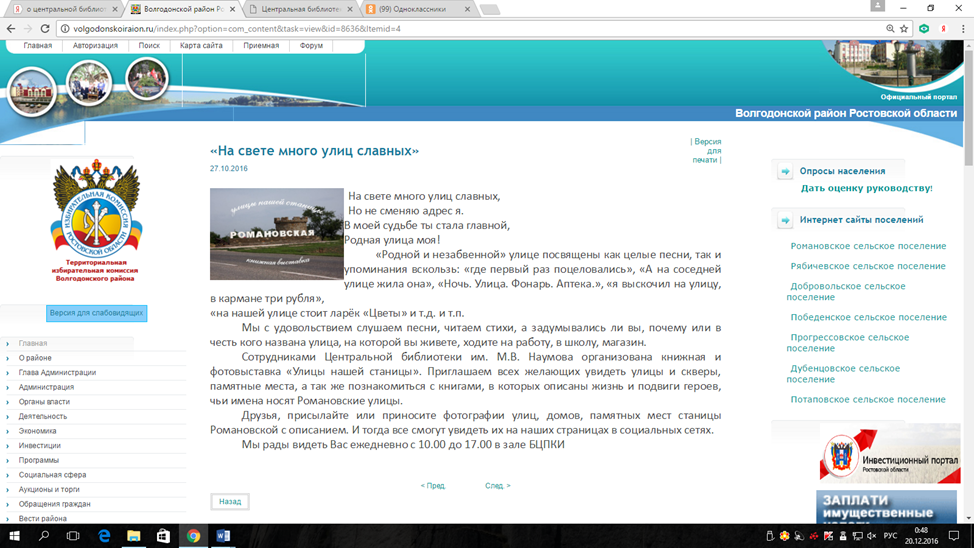 о центральной библиот
Волгодонской район Ро
Центральная библиотек
(99) Одноклассники
volgodonskoiraion.ru/index.php?option=com_content&task=view&id=8636&Itemid=4
Главная Авторизация Поиск Карта сайта Приемная Форум
Официальный портал
Волгодонской район Ростовской области
ИЗБИРАТЕЛЬНАЯ КОМИССИЯ РОСТОВСКОЙ ОБЛАСТИ
Территориальная
избирательная комиссия
Волгодонского района
Версия для слабовидящих
Главная
О районе
Глава Администрации
Администрация
Органы власти
Деятельность
Экономика
Инвестиции
Программы
Социальная сфера
Аукционы и торги
Обращения граждан
Вести района
«На свете много улиц славных»
27.10.2016
| Версия
для
печати |
улицы нашей станицы
РОМАНОВСКАЯ
книжная выставка
На свете много улиц славных,
Но не сменяю адрес я.
В моей судьбе ты стала главной,
Родная улица моя!
«Родной и незабвенной» улице посвящены как целые песни, так и
упоминания вскользь: «где первый раз поцеловались», «А на соседней
улице жила она», «Ночь. Улица. Фонарь. Аптека.», «я выскочил на улицу,
в кармане три рубля»,
«на нашей улице стоит ларёк «Цветы» и т.д. и т.п.
Мы с удовольствием слушаем песни, читаем стихи, а задумывались ли вы, почему или в
честь кого названа улица, на которой вы живете, ходите на работу, в школу, магазин.
Сотрудниками Центральной библиотеки им. М.В. Наумова организована книжная и
фотовыставка «Улицы нашей станицы». Приглашаем всех желающих увидеть улицы и скверы,
памятные места, а так же познакомиться с книгами, в которых описаны жизнь и подвиги героев,
чьи имена носят Романовские улицы.
Друзья, присылайте или приносите фотографии улиц, домов, памятных мест станицы
Романовской с описанием. И тогда все смогут увидеть их на наших страницах в социальных сетях.
Мы рады видеть Вас ежедневно с 10.00 до 17.00 в зале БЦПКИ
< Пред. След. >
Назад
Опросы населения
Дать оценку руководству!
Интернет сайты поселений
Романовское сельское поселение
Рябичевское сельское поселение
Добровольское сельское
поселение
Победенское сельское поселение
Прогрессовское сельское
поселение
Дубенцовское сельское
поселение
Потаповское сельское поселение
Инвестиционный портал
Ростовской области
ЗАПЛАТИ
имущественные
РУС
0:48
20.12.2016